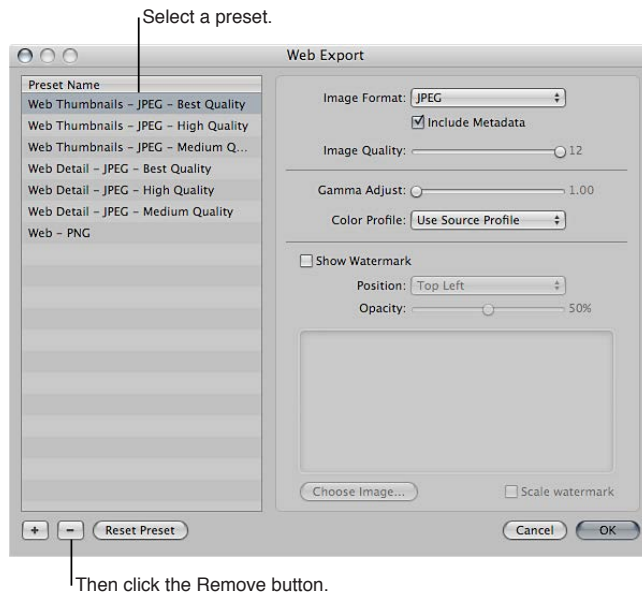 Select a preset.
Web Export
Preset Name
Web Thumbnails – JPEG – Best Quality
Web Thumbnails – JPEG – High Quality
Web Thumbnails – JPEG – Medium Q...
Web Detail – JPEG – Best Quality
Web Detail – JPEG – High Quality
Web Detail – JPEG – Medium Quality
Web – PNG
Image Format: JPEG
Include Metadata
Image Quality: 12
Gamma Adjust: 1.00
Color Profile: Use Source Profile
Show Watermark
Position: Top Left
Opacity: 50%
Choose Image...
Scale watermark
+ – Reset Preset
Cancel OK
Then click the Remove button.